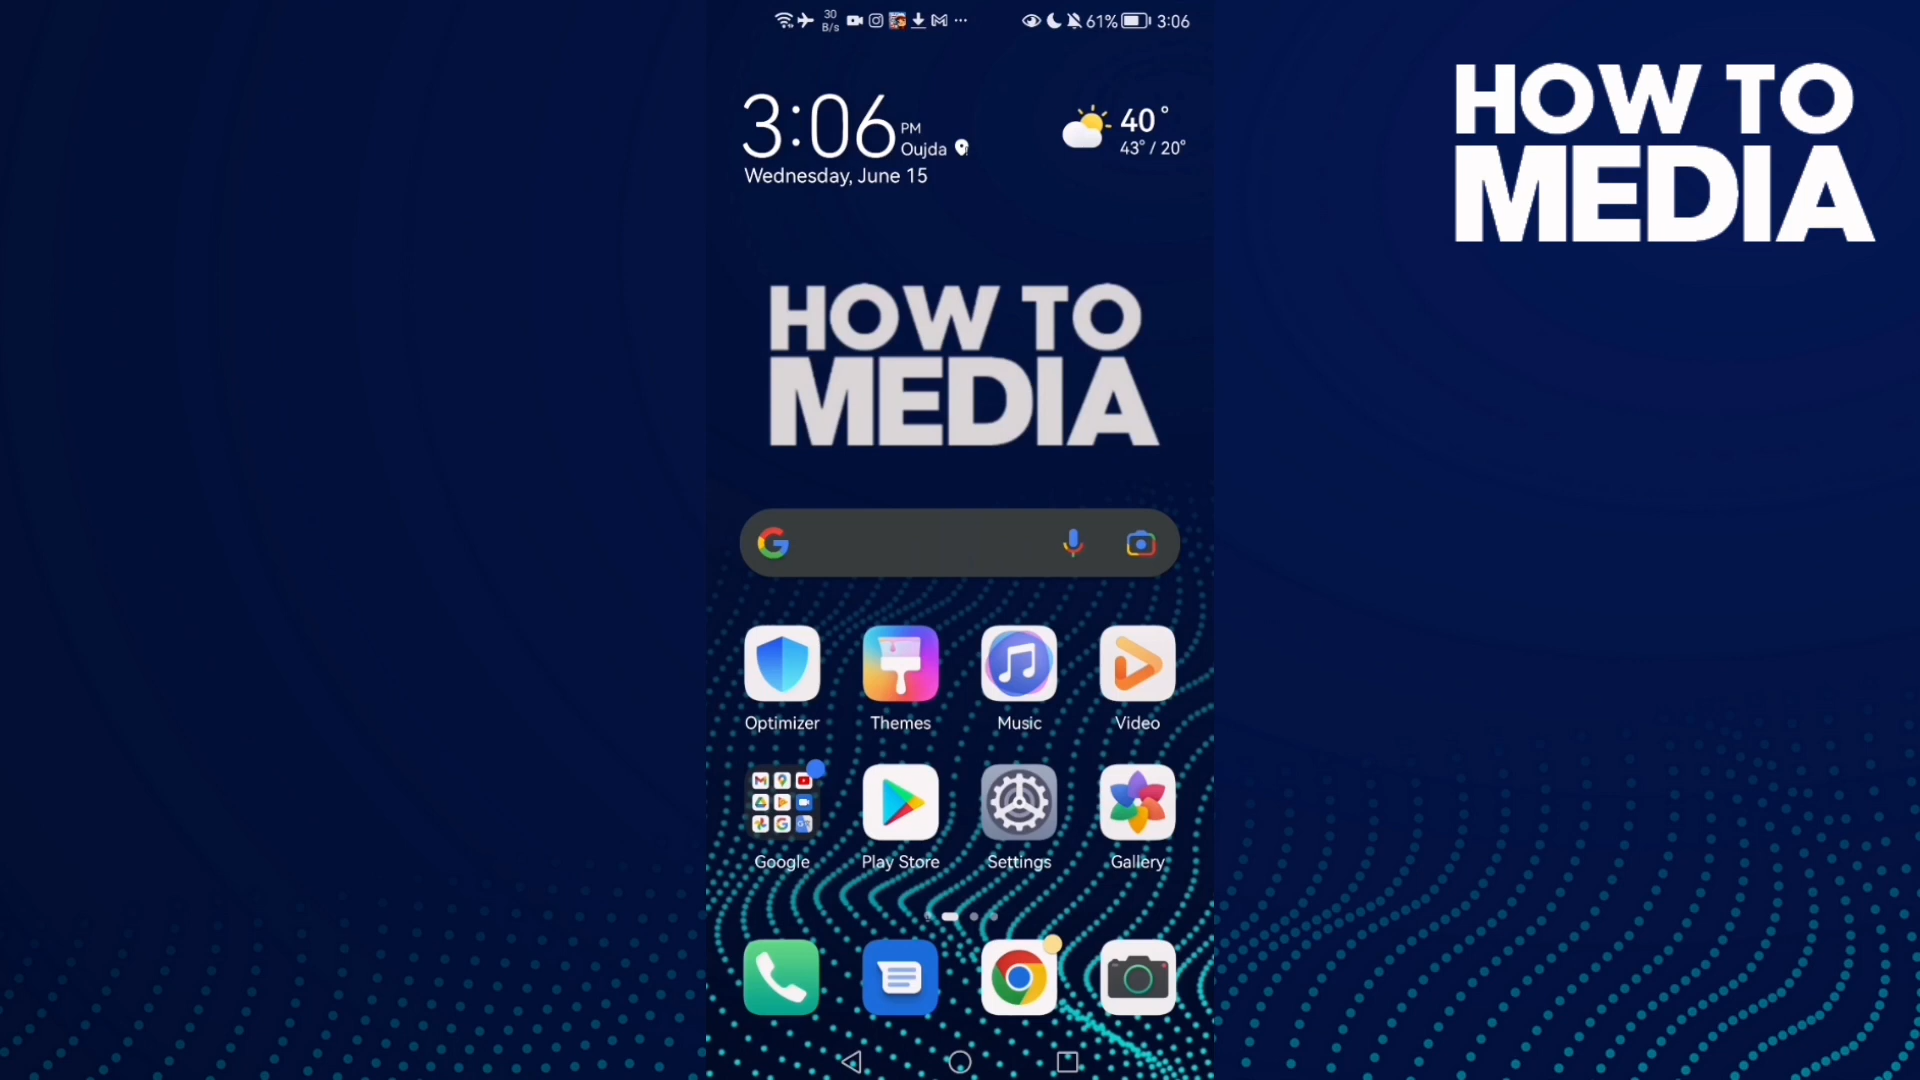 30
B/s
61%
3:06
3:06 PM
Oujda
Wednesday, June 15
40°
43° / 20°
HOW TO
MEDIA
HOW TO
MEDIA
Optimizer
Themes
Music
Video
Google
Play Store
Settings
Gallery